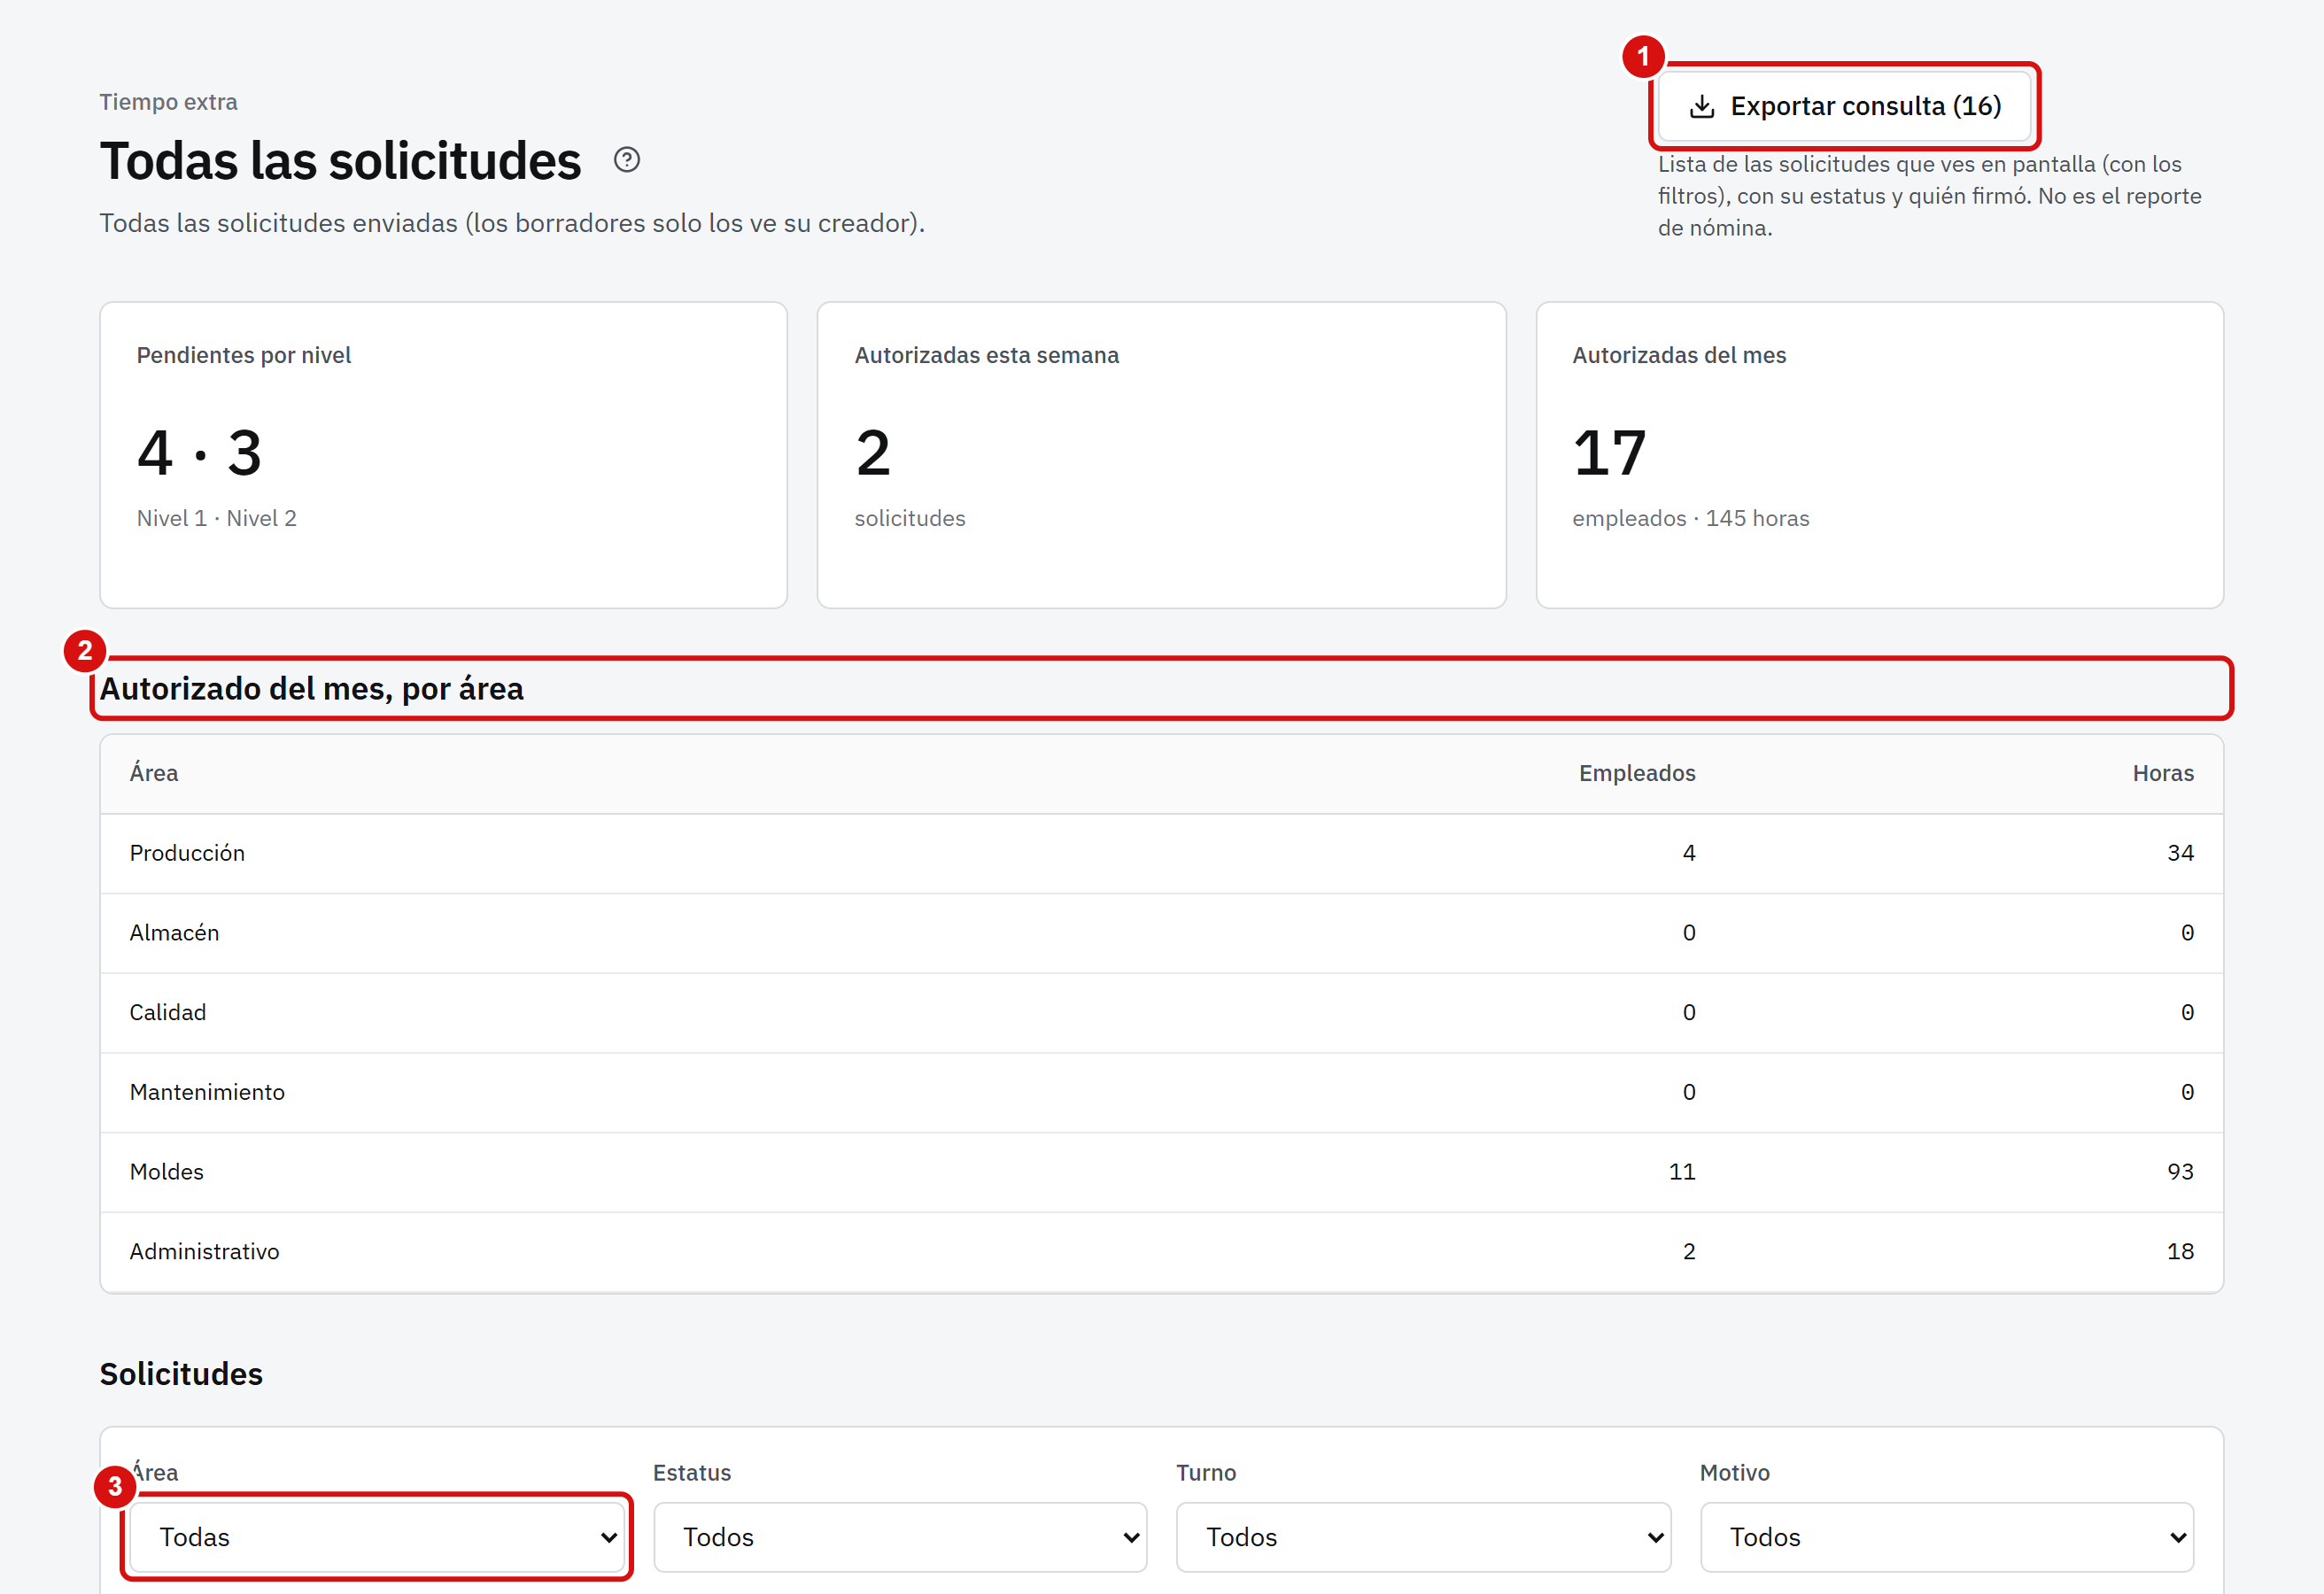 1
Exportar consulta (16)
Tiempo extra
Todas las solicitudes
Todas las solicitudes enviadas (los borradores solo los ve su creador).
Lista de las solicitudes que ves en pantalla (con los
filtros), con su estatus y quién firmó. No es el reporte
de nómina.
Pendientes por nivel
4 · 3
Nivel 1 · Nivel 2
Autorizadas esta semana
2
solicitudes
Autorizadas del mes
17
empleados · 145 horas
2
Autorizado del mes, por área
Área Empleados Horas
Producción 4 34
Almacén 0 0
Calidad 0 0
Mantenimiento 0 0
Moldes 11 93
Administrativo 2 18
Solicitudes
3
Área Estatus Turno Motivo
Todas Todos Todos Todos